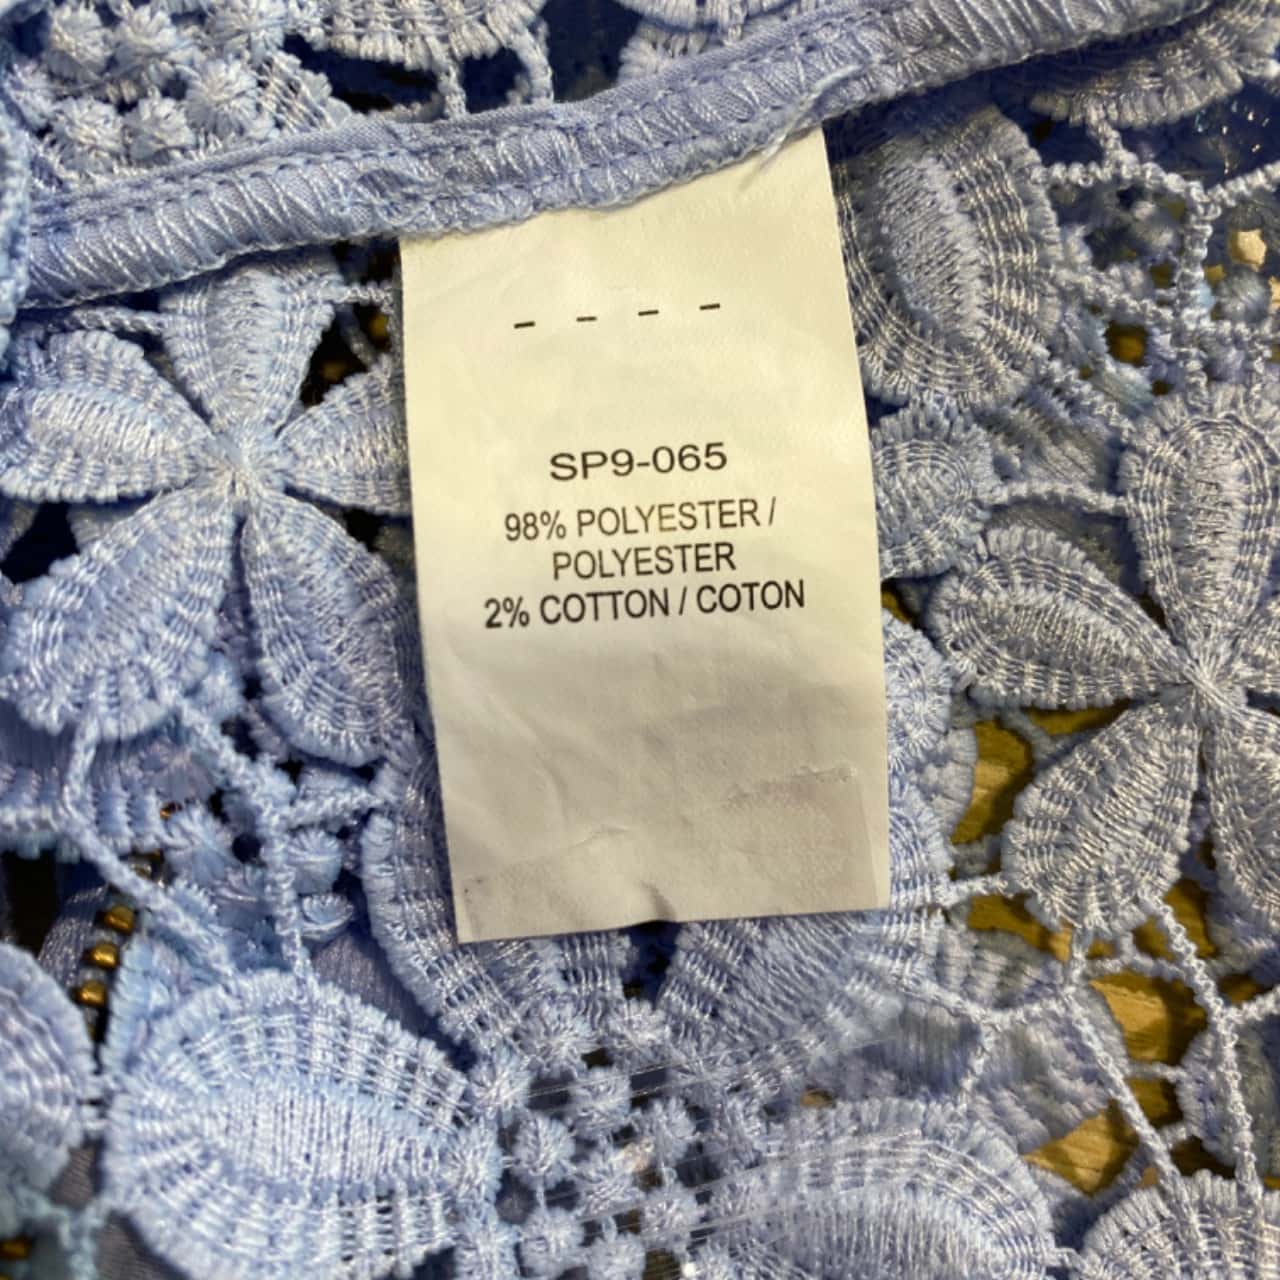 - - - -
SP9-065
98% POLYESTER /
POLYESTER
2% COTTON / COTON